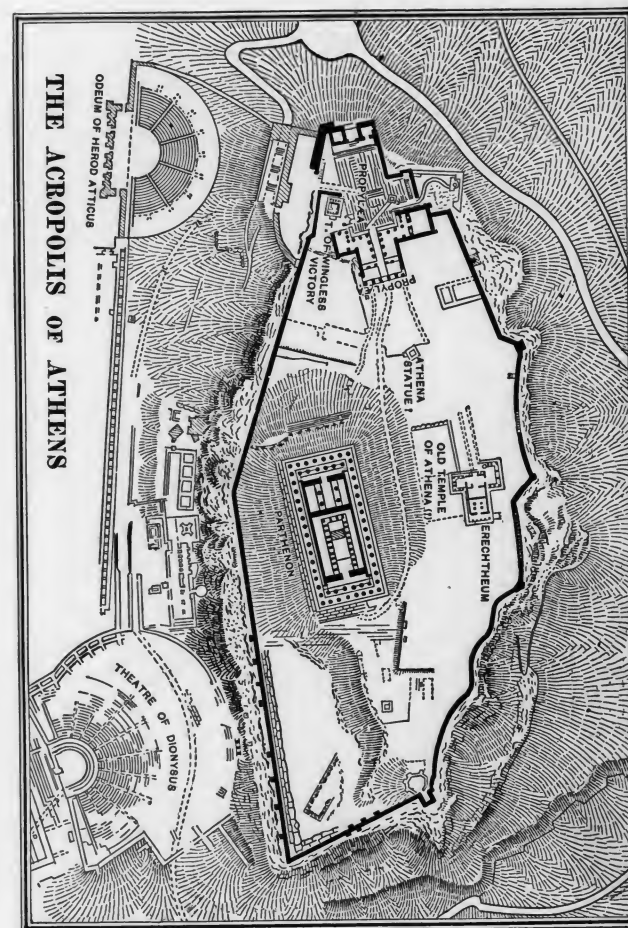 PROPYLÆA
PROPYL
T. OF
WINGLESS
VICTORY
ATHENA
STATUE ?
OLD TEMPLE
OF ATHENA (?)
ERECHTHEUM
PARTHENON
ODEUM OF HEROD ATTICUS
THEATRE OF DIONYSUS
THE ACROPOLIS OF ATHENS